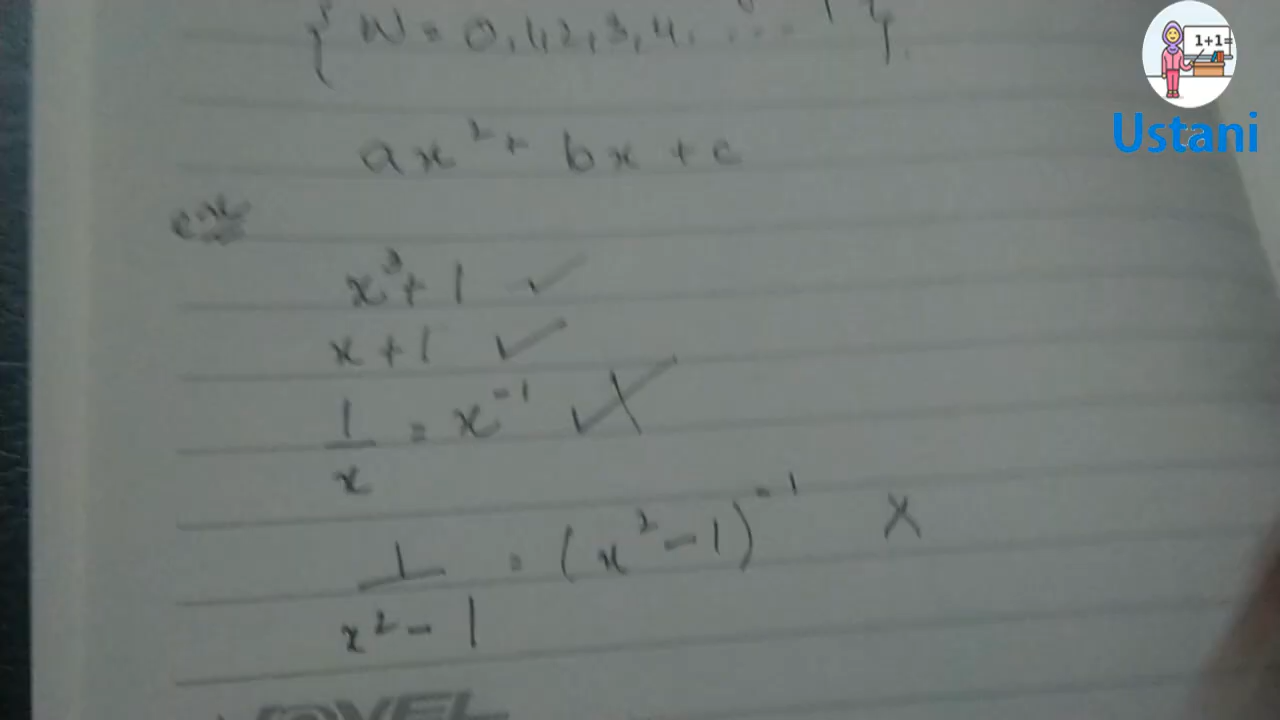 { W = 0,1,2,3,4, ... }
1+1=
Ustani
ax² + bx + c
ex
x³ + 1 ✓
x + 1 ✓
1/x = x⁻¹
1/(x² - 1) = (x² - 1)⁻¹ X
NOVEL